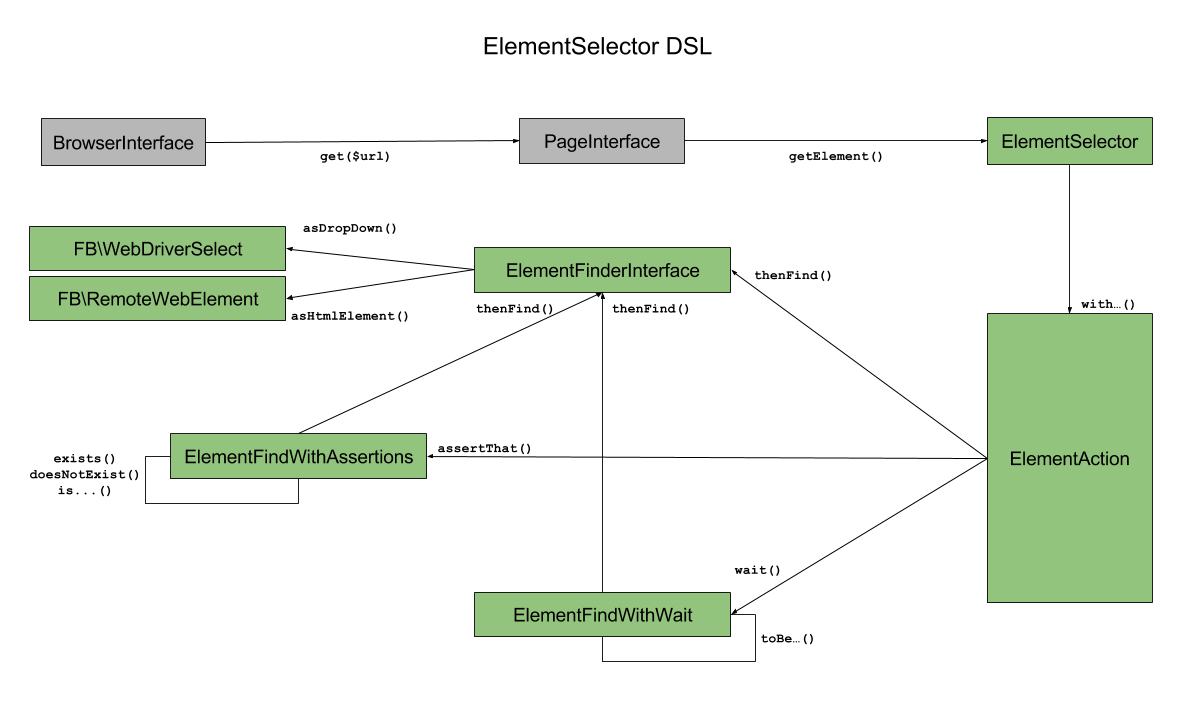 ElementSelector DSL
BrowserInterface
get($url)
PageInterface
getElement()
ElementSelector
asDropDown()
FB\WebDriverSelect
ElementFinderInterface
thenFind()
FB\RemoteWebElement
asHtmlElement()
thenFind()
thenFind()
with…()
ElementFindWithAssertions
assertThat()
exists()
doesNotExist()
is...()
ElementAction
wait()
ElementFindWithWait
toBe…()